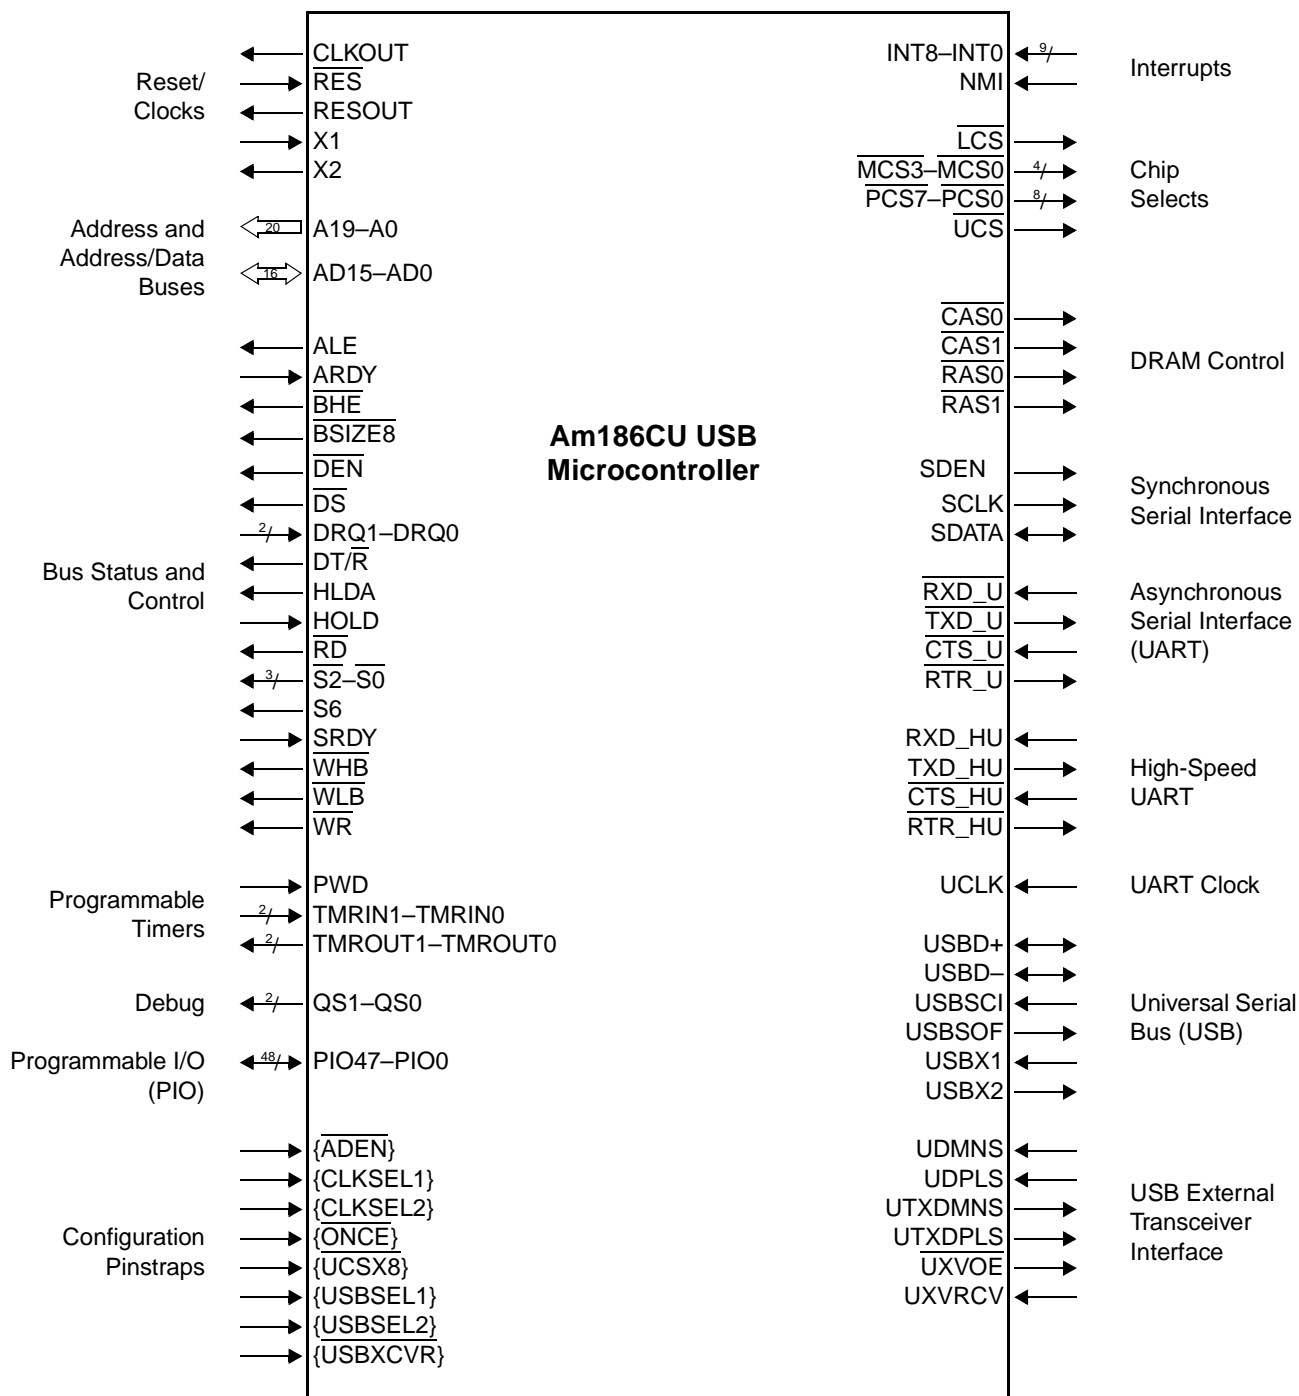 CLKOUT
Reset/
Clocks
RES
RESOUT
X1
X2
Address and
Address/Data
Buses
20
A19–A0
16
AD15–AD0
ALE
ARDY
BHE
BSIZE8
DEN
DS
2
DRQ1–DRQ0
DT/R
Bus Status and
Control
HLDA
HOLD
RD
3
S2–S0
S6
SRDY
WHB
WLB
WR
Programmable
Timers
PWD
2
TMRIN1–TMRIN0
2
TMROUT1–TMROUT0
Debug
2
QS1–QS0
Programmable I/O
(PIO)
48
PIO47–PIO0
Configuration
Pinstraps
{ADEN}
{CLKSEL1}
{CLKSEL2}
{ONCE}
{UCSX8}
{USBSEL1}
{USBSEL2}
{USBXCVR}
Am186CU USB
Microcontroller
INT8–INT0
9
NMI
Interrupts
LCS
MCS3–MCS0
4
PCS7–PCS0
8
UCS
Chip
Selects
CAS0
CAS1
RAS0
RAS1
DRAM Control
SDEN
SCLK
SDATA
Synchronous
Serial Interface
RXD_U
TXD_U
CTS_U
RTR_U
Asynchronous
Serial Interface
(UART)
RXD_HU
TXD_HU
CTS_HU
RTR_HU
High-Speed
UART
UCLK
UART Clock
USBD+
USBD–
USBSCI
USBSOF
USBX1
USBX2
Universal Serial
Bus (USB)
UDMNS
UDPLS
UTXDMNS
UTXDPLS
UXVOE
UXVRCV
USB External
Transceiver
Interface